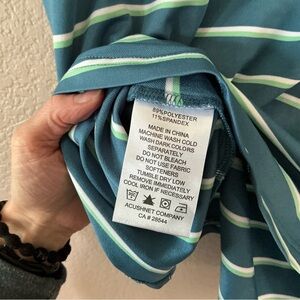 89%POLYESTER
11%SPANDEX
MADE IN CHINA
MACHINE WASH COLD
WASH DARK COLORS
SEPARATELY
DO NOT BLEACH
DO NOT USE FABRIC
SOFTENERS
TUMBLE DRY LOW
REMOVE IMMEDIATELY
COOL IRON IF NECESSARY
ACUSHNET COMPANY
CA # 28544